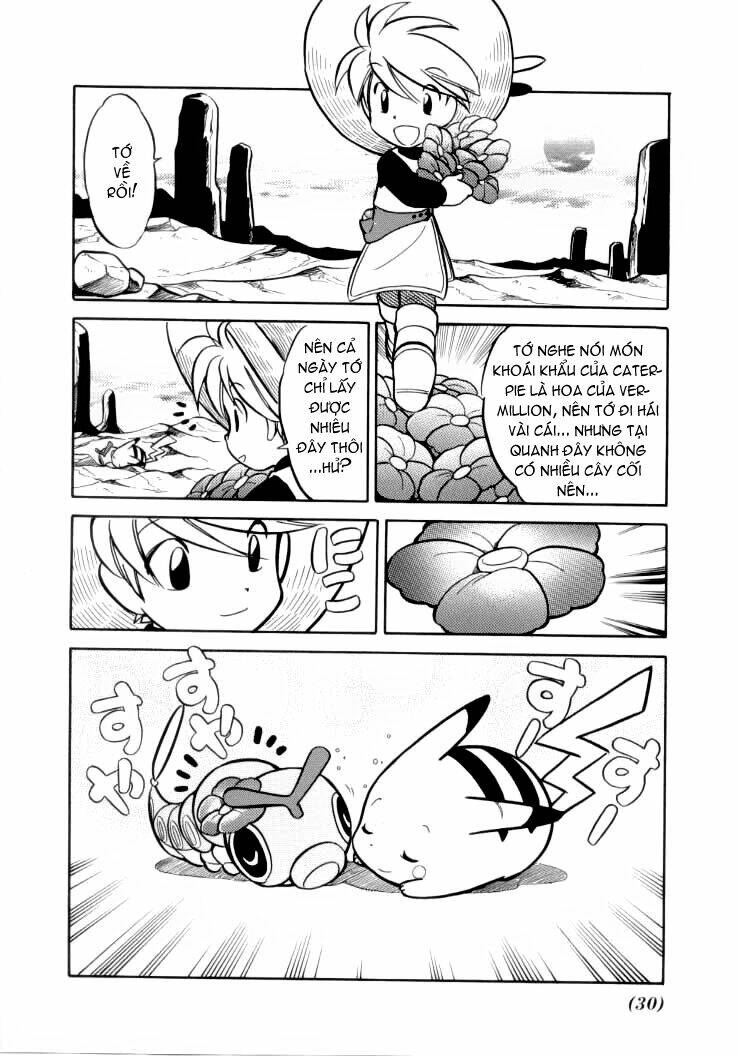 TỚ
VỀ
RỒI!
TỚ NGHE NÓI MÓN
KHOÁI KHẨU CỦA CATER-
PIE LÀ HOA CỦA VER-
MILLION, NÊN TỚ ĐI HÁI
VÀI CÁI... NHƯNG TẠI
QUANH ĐÂY KHÔNG
CÓ NHIỀU CÂY CỐI
NÊN...
NÊN CẢ
NGÀY TỚ
CHỈ LẤY
ĐƯỢC
NHIÊU
ĐÂY THÔI
...HỬ?
ニニ
すーすー
すや
すや
(30)